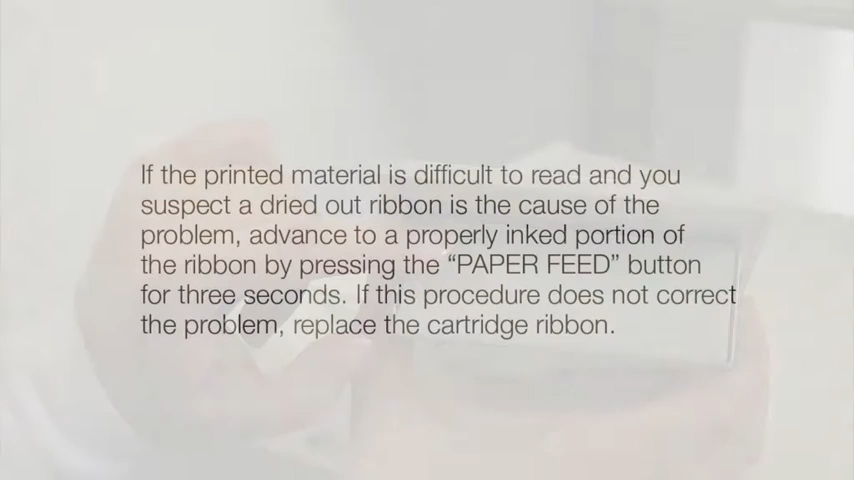 If the printed material is difficult to read and you
suspect a dried out ribbon is the cause of the
problem, advance to a properly inked portion of
the ribbon by pressing the “PAPER FEED” button
for three seconds. If this procedure does not correct
the problem, replace the cartridge ribbon.